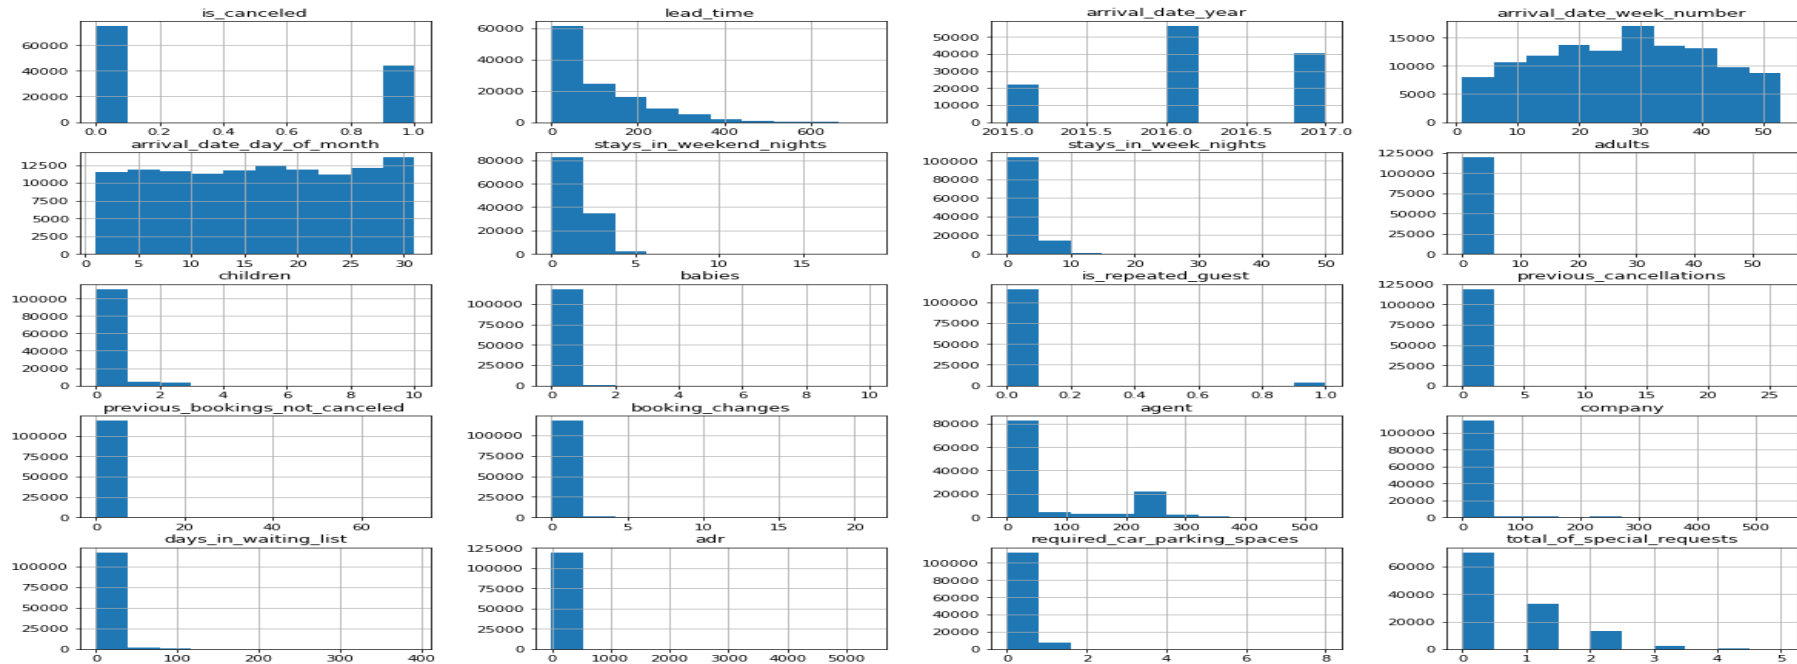 is_canceled
60000
40000
20000
0
0.0 0.2 0.4 0.6 0.8 1.0
lead_time
60000
40000
20000
0
0 200 400 600
arrival_date_year
50000
40000
30000
20000
10000
0
2015.0 2015.5 2016.0 2016.5 2017.0
arrival_date_week_number
15000
10000
5000
0
0 10 20 30 40 50
arrival_date_day_of_month
12500
10000
7500
5000
2500
0
0 5 10 15 20 25 30
stays_in_weekend_nights
80000
60000
40000
20000
0
0 5 10 15
stays_in_week_nights
100000
80000
60000
40000
20000
0
0 10 20 30 40 50
adults
125000
100000
75000
50000
25000
0
0 10 20 30 40 50
children
100000
80000
60000
40000
20000
0
0 2 4 6 8 10
babies
100000
75000
50000
25000
0
0 2 4 6 8 10
is_repeated_guest
100000
75000
50000
25000
0
0.0 0.2 0.4 0.6 0.8 1.0
previous_cancellations
125000
100000
75000
50000
25000
0
0 5 10 15 20 25
previous_bookings_not_canceled
100000
75000
50000
25000
0
0 20 40 60
booking_changes
100000
75000
50000
25000
0
0 5 10 15 20
agent
80000
60000
40000
20000
0
0 100 200 300 400 500
company
100000
80000
60000
40000
20000
0
0 100 200 300 400 500
days_in_waiting_list
100000
75000
50000
25000
0
0 100 200 300 400
adr
125000
100000
75000
50000
25000
0
0 1000 2000 3000 4000 5000
required_car_parking_spaces
100000
80000
60000
40000
20000
0
0 2 4 6 8
total_of_special_requests
60000
40000
20000
0
0 1 2 3 4 5